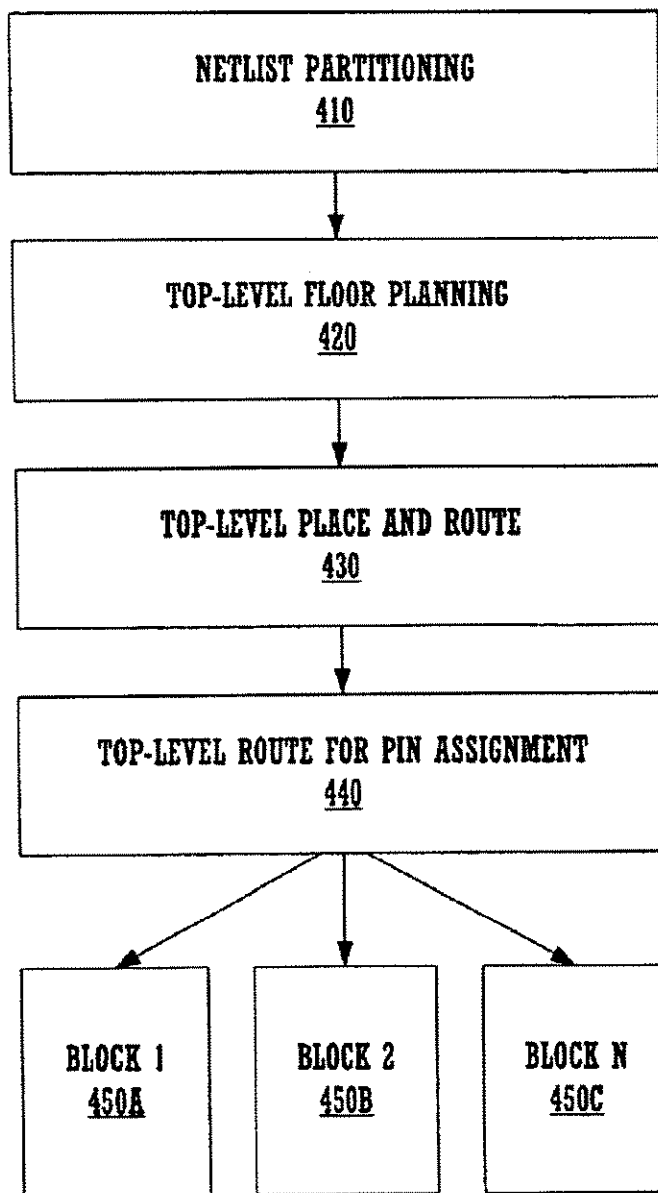 NETLIST PARTITIONING
410
TOP-LEVEL FLOOR PLANNING
420
TOP-LEVEL PLACE AND ROUTE
430
TOP-LEVEL ROUTE FOR PIN ASSIGNMENT
440
BLOCK 1
450A
BLOCK 2
450B
BLOCK N
450C